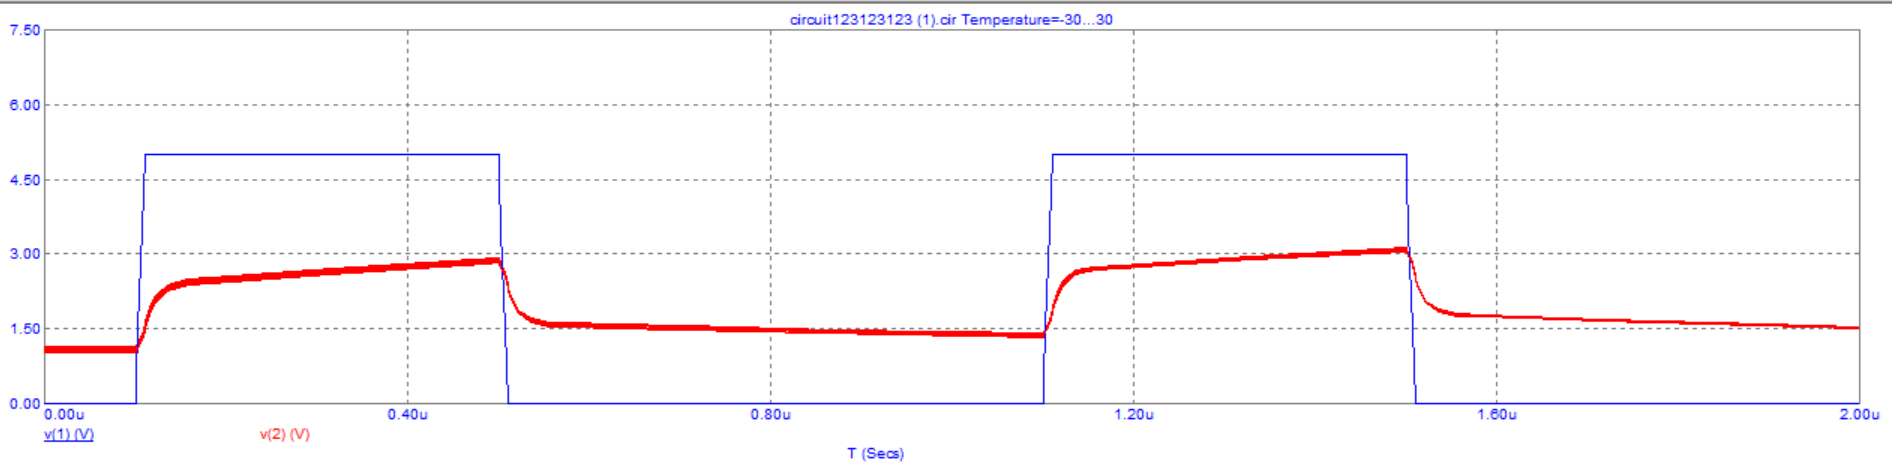 circuit123123123 (1).cir Temperature=-30...30
7.50
6.00
4.50
3.00
1.50
0.00
0.00u 0.40u 0.80u 1.20u 1.60u 2.00u
v(1) (V) v(2) (V)
T (Secs)